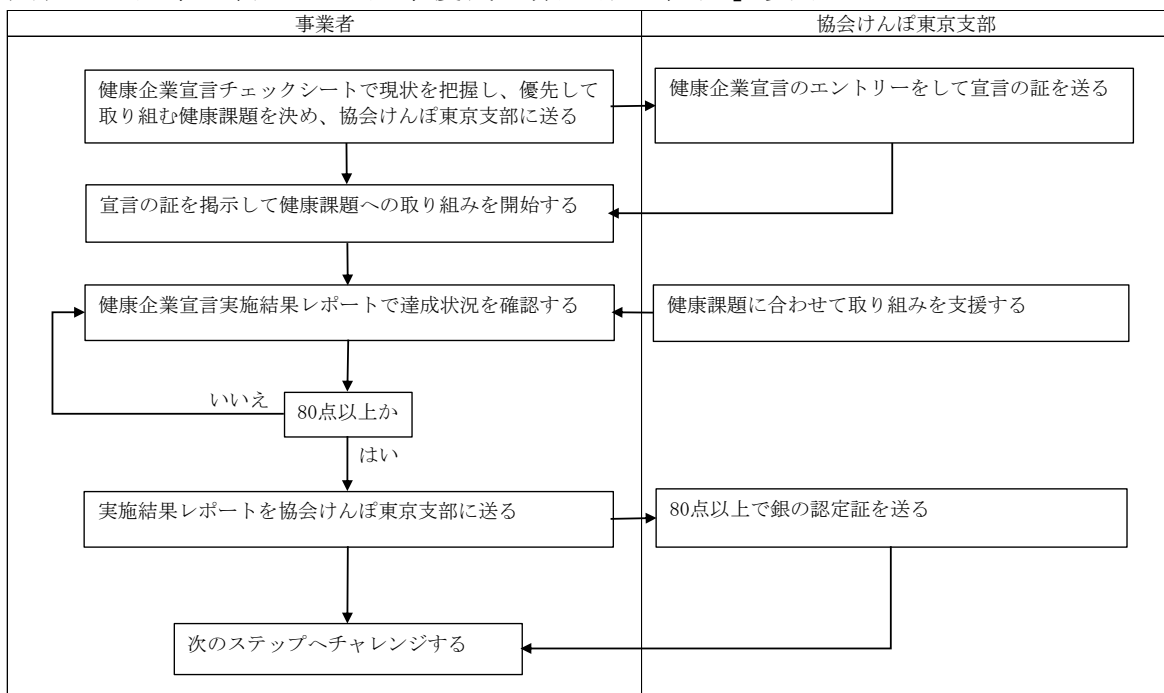 事業者
協会けんぽ東京支部
健康企業宣言チェックシートで現状を把握し、優先して
取り組む健康課題を決め、協会けんぽ東京支部に送る
健康企業宣言のエントリーをして宣言の証を送る
宣言の証を掲示して健康課題への取り組みを開始する
健康企業宣言実施結果レポートで達成状況を確認する
健康課題に合わせて取り組みを支援する
いいえ
80点以上か
はい
実施結果レポートを協会けんぽ東京支部に送る
80点以上で銀の認定証を送る
次のステップへチャレンジする